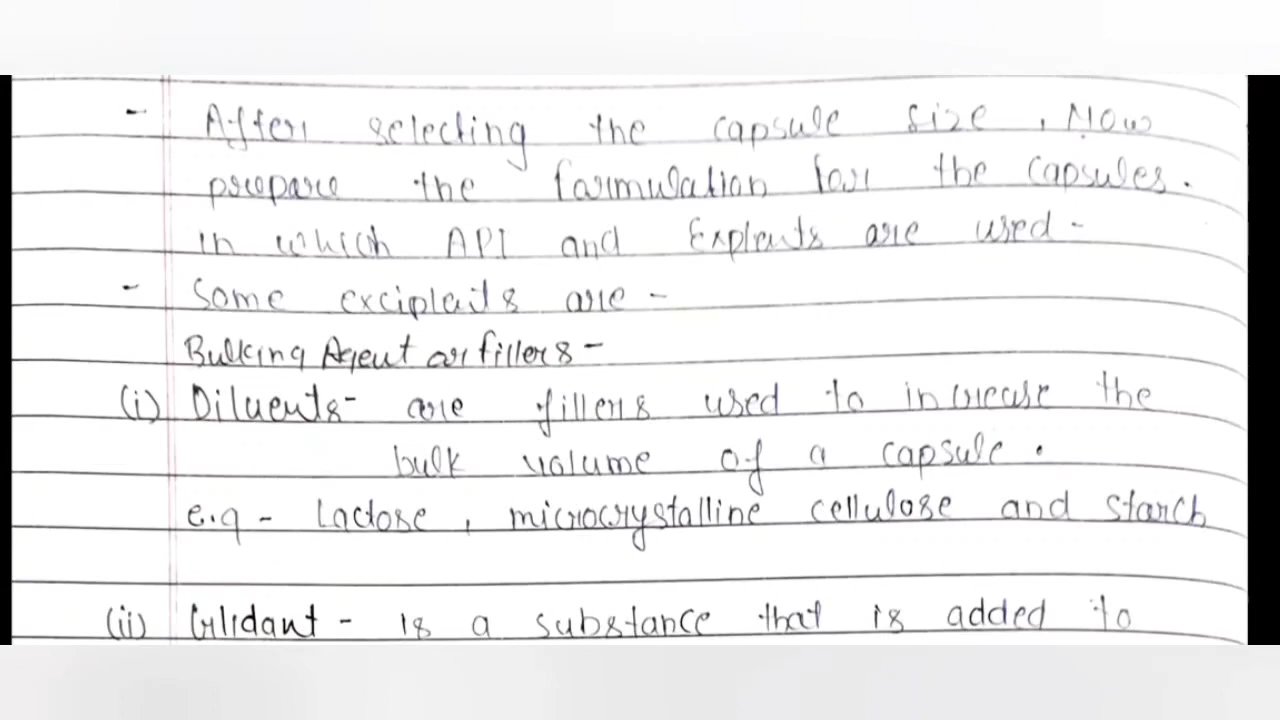 - After selecting the capsule size, Now
prepare the formulation for the capsules.
in which API and Explents are used-
- Some exciplaits are -
Bulking Agent or fillers -
(i) Diluents- are fillers used to increase the
bulk volume of a capsule.
e.g - Lactose, microcrystalline cellulose and starch
(ii) Glidant - is a substance that is added to